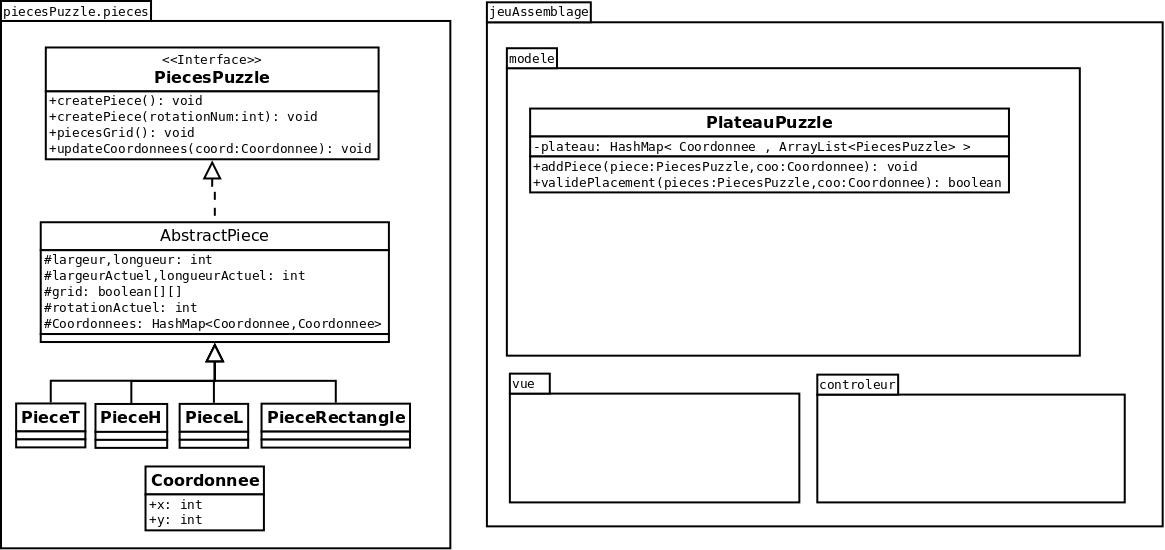 piecesPuzzle.pieces
<<Interface>>
PiecesPuzzle
+createPiece(): void
+createPiece(rotationNum:int): void
+piecesGrid(): void
+updateCoordonnees(coord:Coordonnee): void
AbstractPiece
#largeur,longueur: int
#largeurActuel,longueurActuel: int
#grid: boolean[][]
#rotationActuel: int
#Coordonnees: HashMap<Coordonnee,Coordonnee>
PieceT
PieceH
PieceL
PieceRectangle
Coordonnee
+x: int
+y: int
jeuAssemblage
modele
PlateauPuzzle
-plateau: HashMap< Coordonnee , ArrayList<PiecesPuzzle> >
+addPiece(piece:PiecesPuzzle,coo:Coordonnee): void
+validePlacement(pieces:PiecesPuzzle,coo:Coordonnee): boolean
vue
controleur